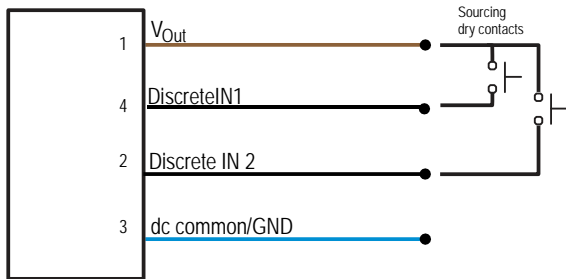 Sourcing
dry contacts
1 VOut
4 DiscreteIN1
2 Discrete IN 2
3 dc common/GND